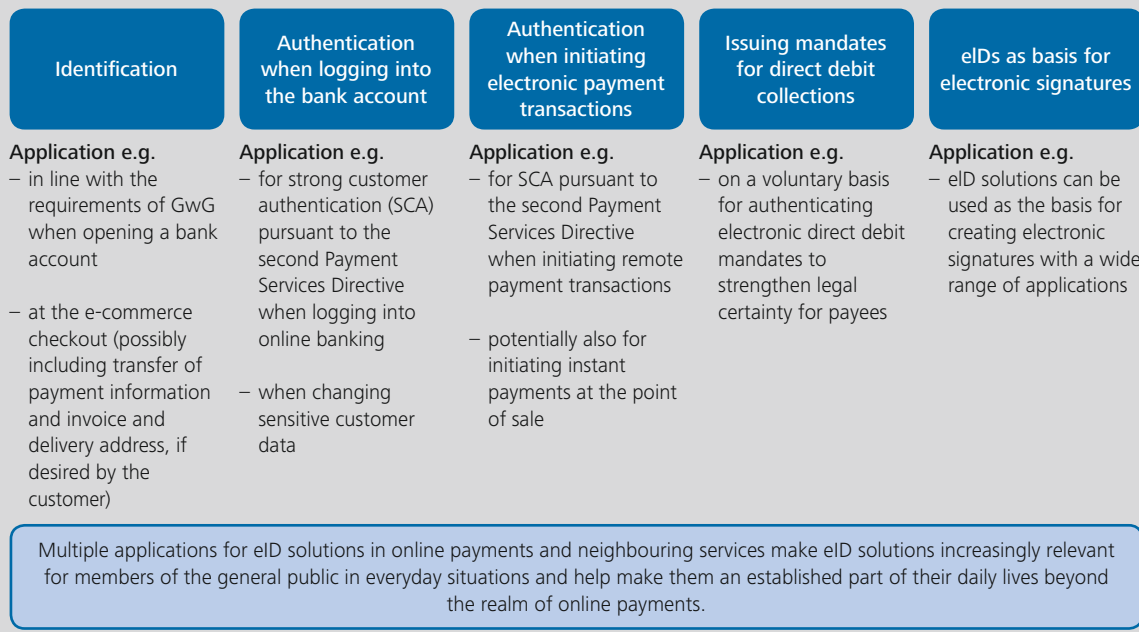 Identification
Authentication
when logging into
the bank account
Authentication
when initiating
electronic payment
transactions
Issuing mandates
for direct debit
collections
eIDs as basis for
electronic signatures
Application e.g.
– in line with the
requirements of GwG
when opening a bank
account
– at the e-commerce
checkout (possibly
including transfer of
payment information
and invoice and
delivery address, if
desired by the
customer)
Application e.g.
– for strong customer
authentication (SCA)
pursuant to the
second Payment
Services Directive
when logging into
online banking
– when changing
sensitive customer
data
Application e.g.
– for SCA pursuant to
the second Payment
Services Directive
when initiating remote
payment transactions
– potentially also for
initiating instant
payments at the point
of sale
Application e.g.
– on a voluntary basis
for authenticating
electronic direct debit
mandates to
strengthen legal
certainty for payees
Application e.g.
– eID solutions can be
used as the basis for
creating electronic
signatures with a wide
range of applications
Multiple applications for eID solutions in online payments and neighbouring services make eID solutions increasingly relevant
for members of the general public in everyday situations and help make them an established part of their daily lives beyond
the realm of online payments.